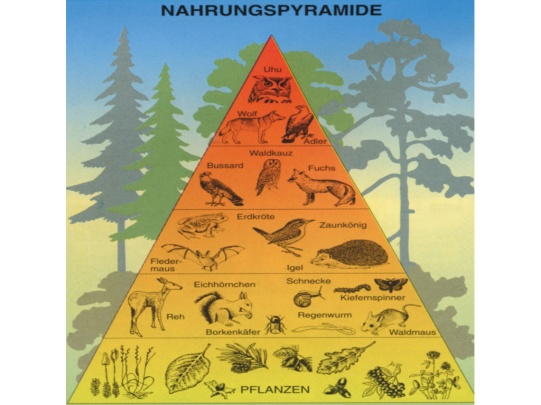 NAHRUNGSPYRAMIDE
Uhu
Wolf
Adler
Waldkauz
Bussard
Fuchs
Erdkröte
Zaunkönig
Fleder-
maus
Igel
Eichhörnchen
Schnecke
Kiefernspinner
Reh
Borkenkäfer
Regenwurm
Waldmaus
PFLANZEN